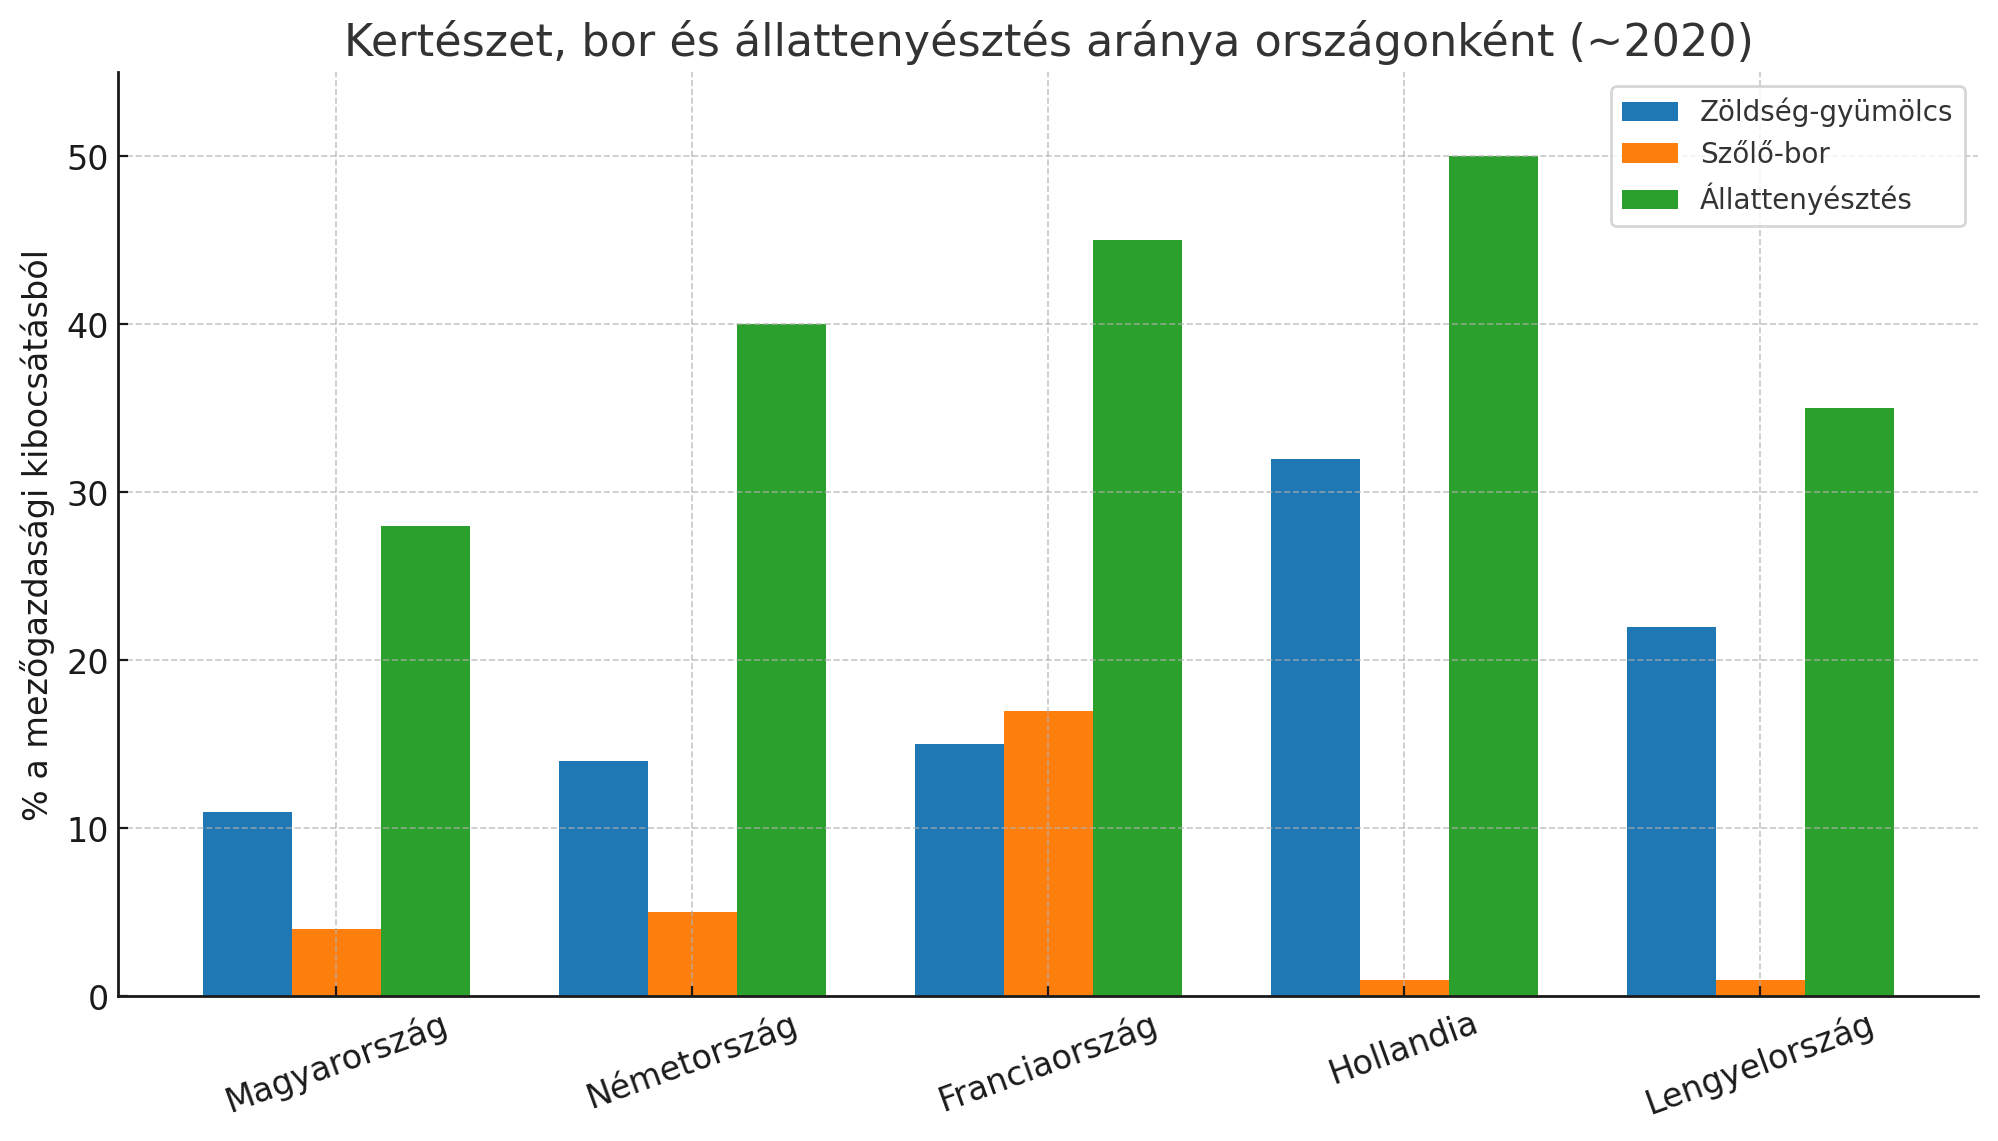 Kertészet, bor és állattenyésztés aránya országonként (~2020)
Zöldség-gyümölcs
Szőlő-bor
Állattenyésztés
% a mezőgazdasági kibocsátásból
50
40
30
20
10
0
Magyarország
Németország
Franciaország
Hollandia
Lengyelország